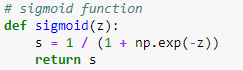 # sigmoid function
def sigmoid(z):
    s = 1 / (1 + np.exp(-z))
    return s